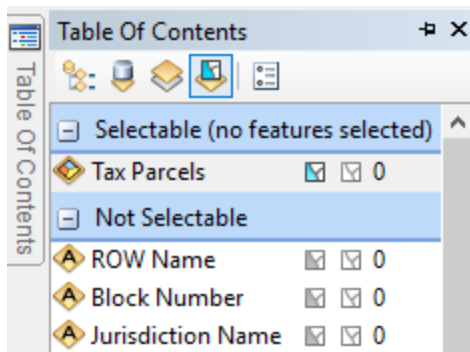 Table Of Contents
Table Of Contents
Selectable (no features selected)
Tax Parcels 0
Not Selectable
A ROW Name 0
A Block Number 0
A Jurisdiction Name 0